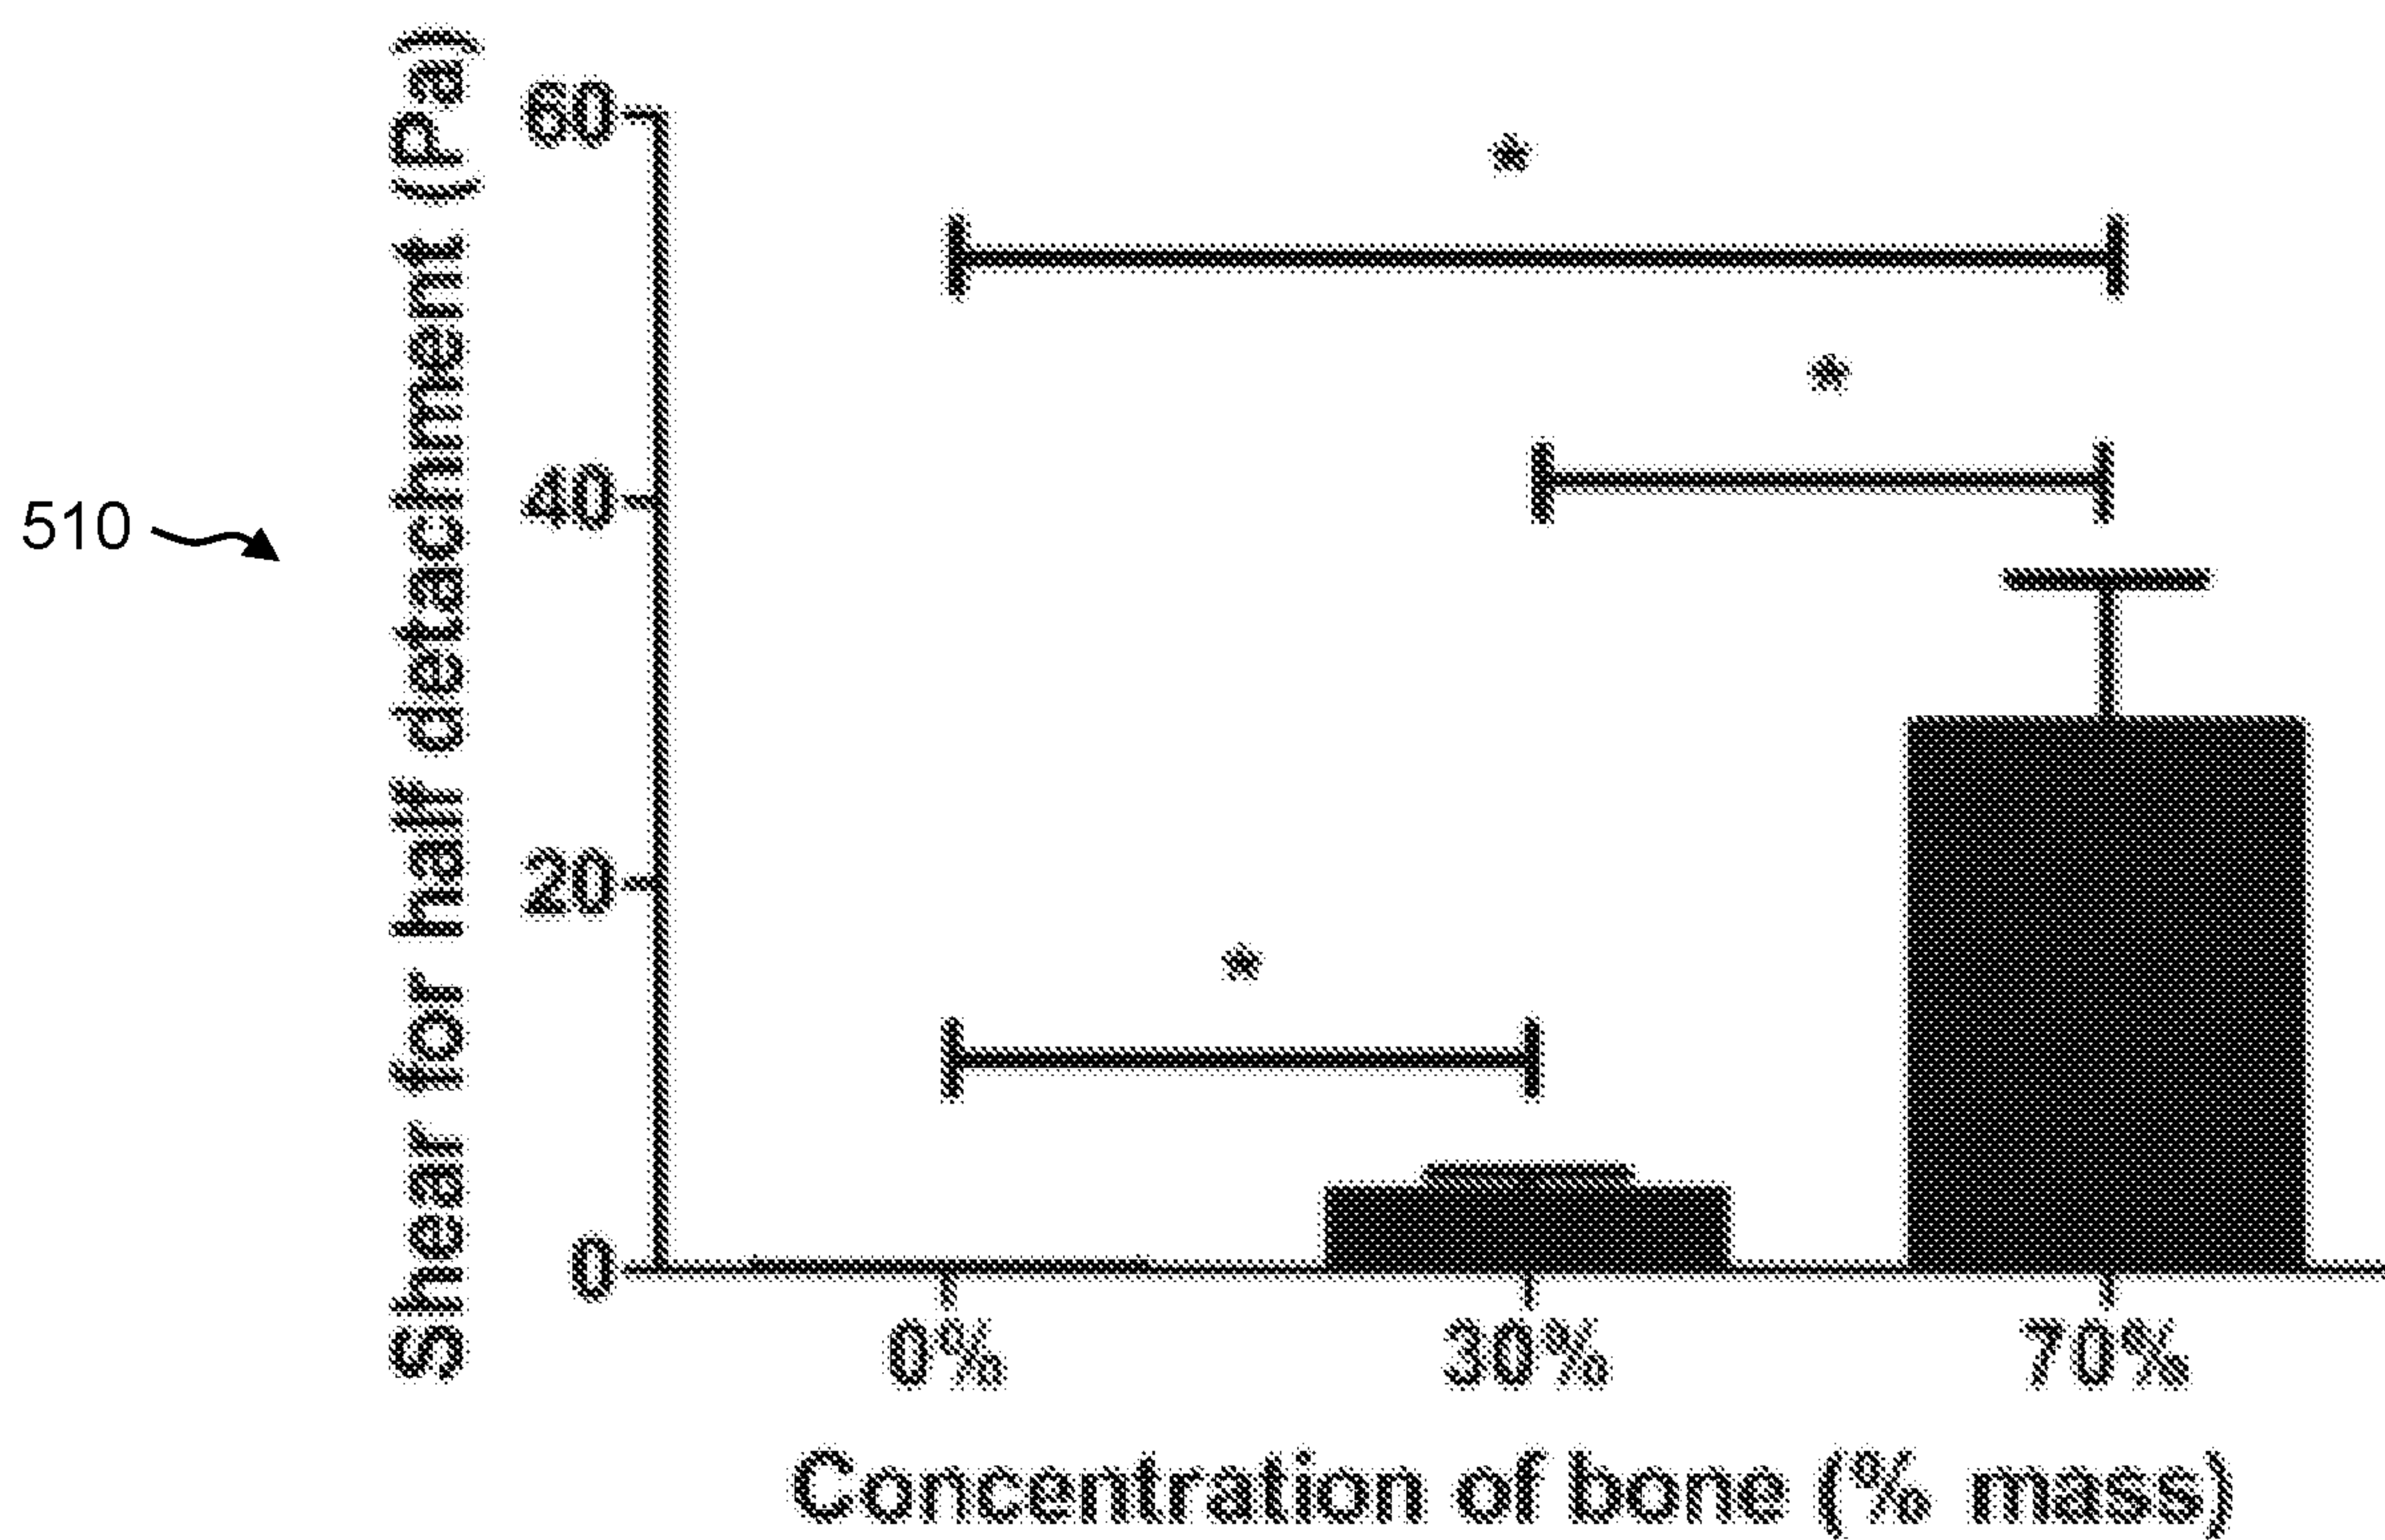 510
Shear for half detachment (Pa)
60
40
20
0
*
*
*
0% 30% 70%
Concentration of bone (% mass)